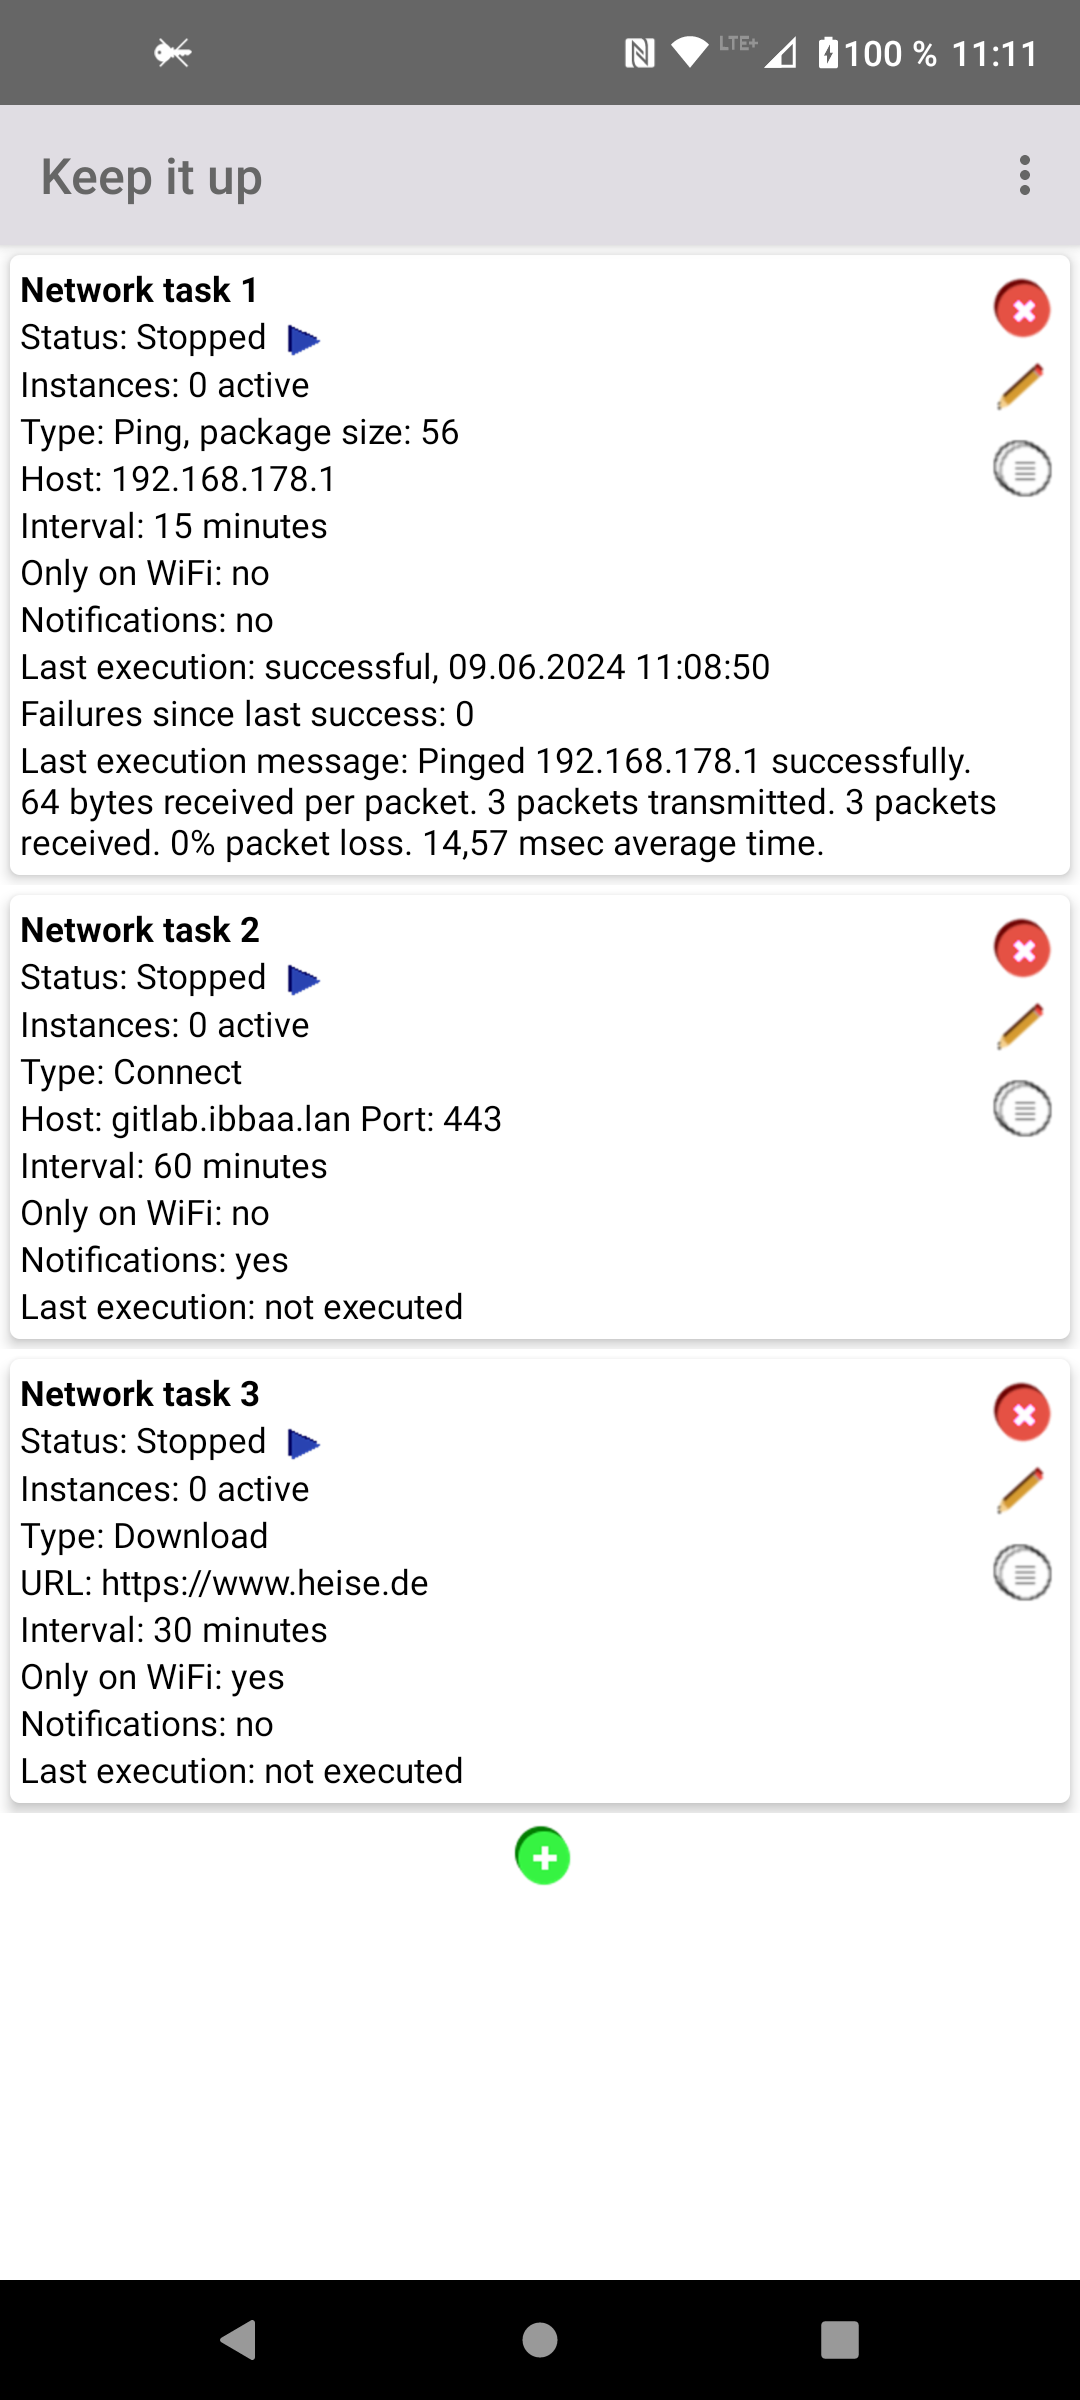 LTE+ 100 % 11:11
Keep it up
Network task 1
Status: Stopped
Instances: 0 active
Type: Ping, package size: 56
Host: 192.168.178.1
Interval: 15 minutes
Only on WiFi: no
Notifications: no
Last execution: successful, 09.06.2024 11:08:50
Failures since last success: 0
Last execution message: Pinged 192.168.178.1 successfully.
64 bytes received per packet. 3 packets transmitted. 3 packets
received. 0% packet loss. 14,57 msec average time.
Network task 2
Status: Stopped
Instances: 0 active
Type: Connect
Host: gitlab.ibbaa.lan Port: 443
Interval: 60 minutes
Only on WiFi: no
Notifications: yes
Last execution: not executed
Network task 3
Status: Stopped
Instances: 0 active
Type: Download
URL: https://www.heise.de
Interval: 30 minutes
Only on WiFi: yes
Notifications: no
Last execution: not executed